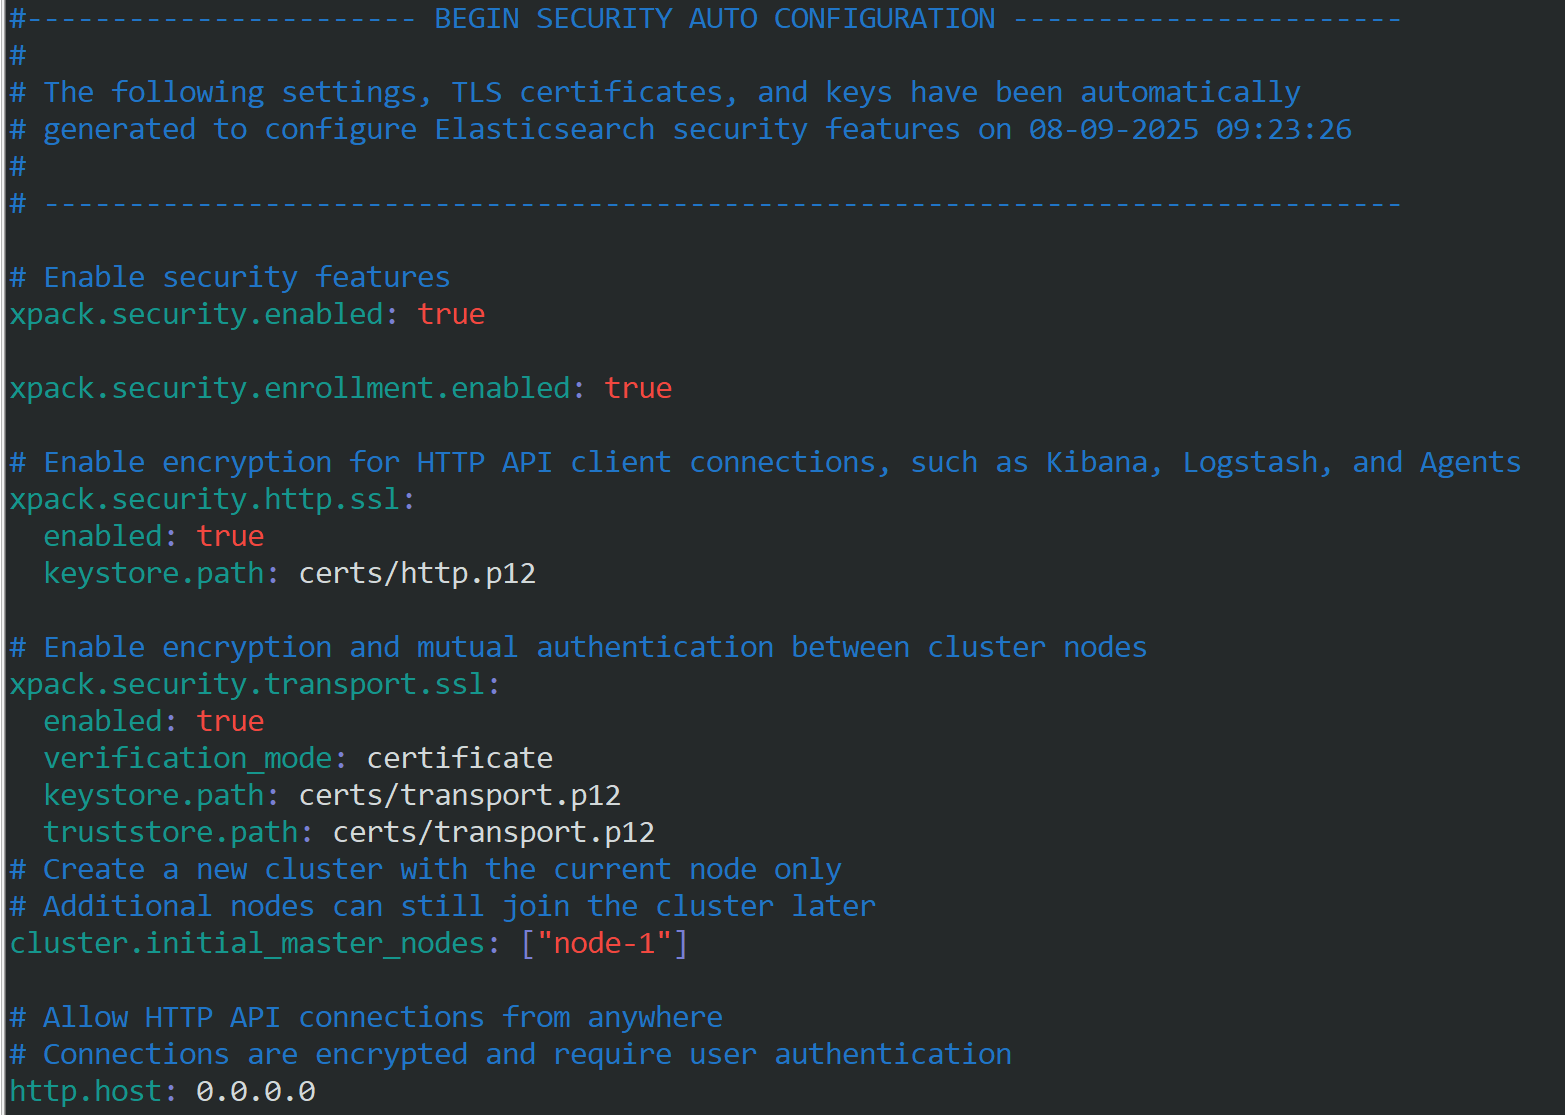 #----------------------- BEGIN SECURITY AUTO CONFIGURATION -----------------------
#
# The following settings, TLS certificates, and keys have been automatically
# generated to configure Elasticsearch security features on 08-09-2025 09:23:26
#
# --------------------------------------------------------------------------------

# Enable security features
xpack.security.enabled: true

xpack.security.enrollment.enabled: true

# Enable encryption for HTTP API client connections, such as Kibana, Logstash, and Agents
xpack.security.http.ssl:
  enabled: true
  keystore.path: certs/http.p12

# Enable encryption and mutual authentication between cluster nodes
xpack.security.transport.ssl:
  enabled: true
  verification_mode: certificate
  keystore.path: certs/transport.p12
  truststore.path: certs/transport.p12
# Create a new cluster with the current node only
# Additional nodes can still join the cluster later
cluster.initial_master_nodes: ["node-1"]

# Allow HTTP API connections from anywhere
# Connections are encrypted and require user authentication
http.host: 0.0.0.0